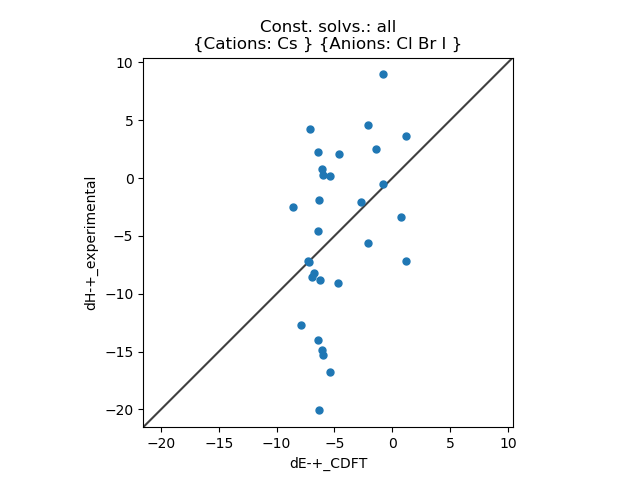 Const. solvs.: all
{Cations: Cs } {Anions: Cl Br I }
10
5
0
−5
−10
−15
−20
dH-+_experimental
−20 −15 −10 −5 0 5 10
dE-+_CDFT